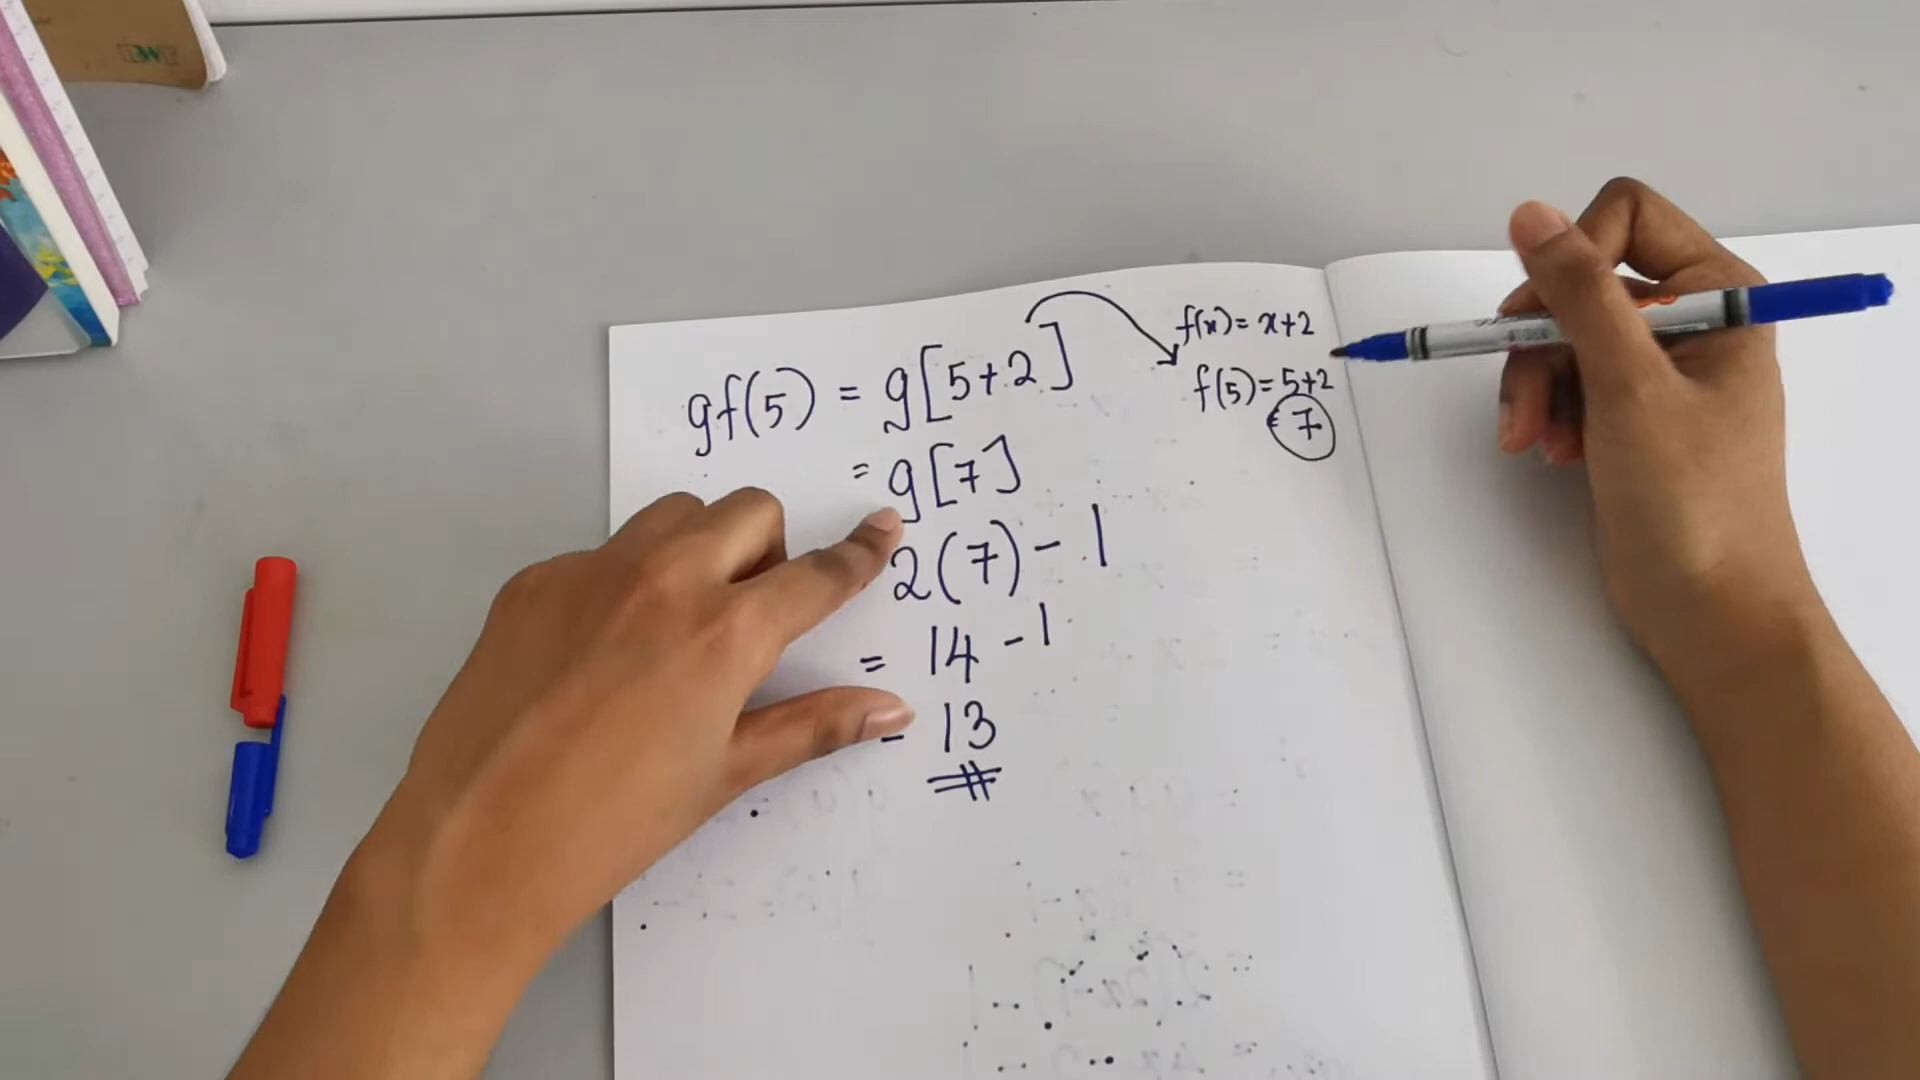 gf(5) = g[5+2]
= g[7]
2(7) - 1
= 14 - 1
= 13
f(x) = x+2
f(5) = 5+2
= 7